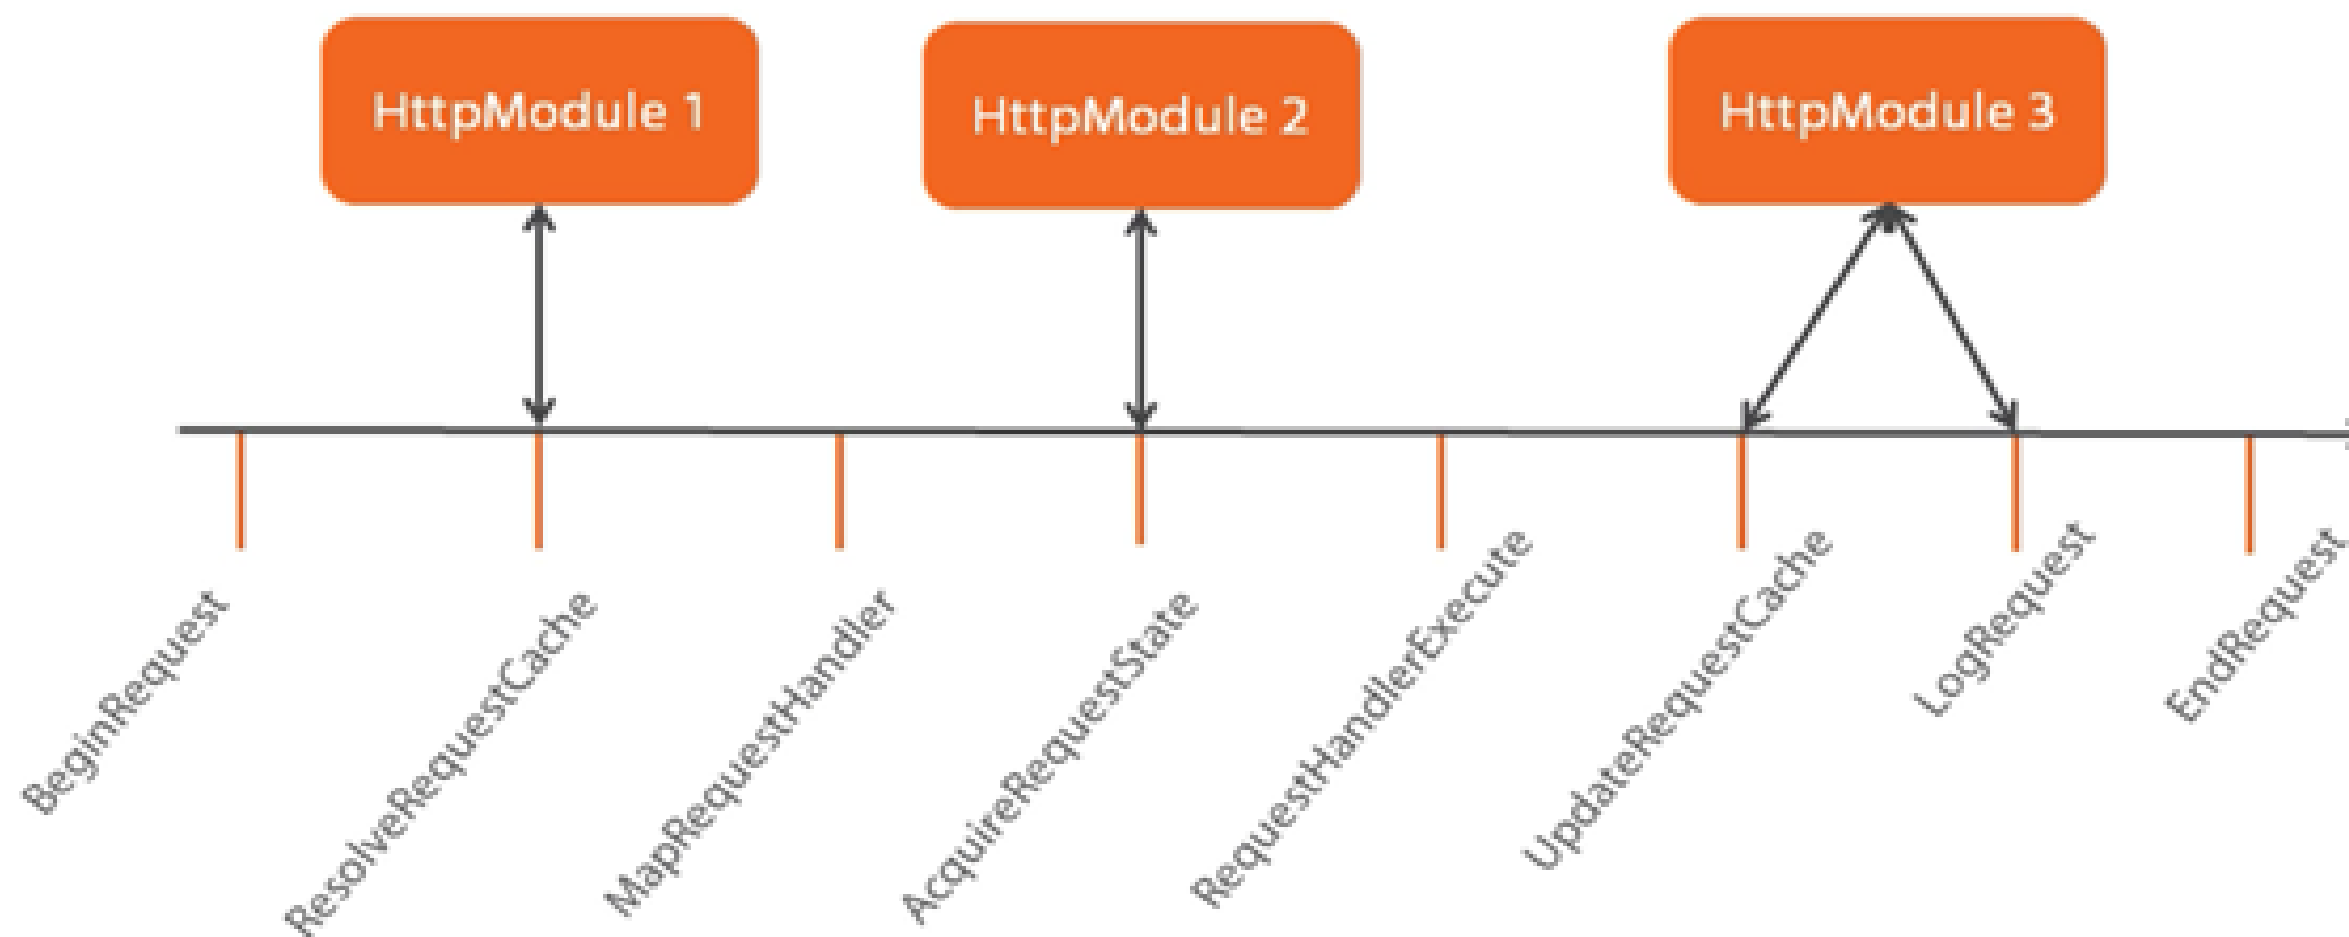 HttpModule 1
HttpModule 2
HttpModule 3
BeginRequest
ResolveRequestCache
MapRequestHandler
AcquireRequestState
RequestHandlerExecute
UpdateRequestCache
LogRequest
EndRequest